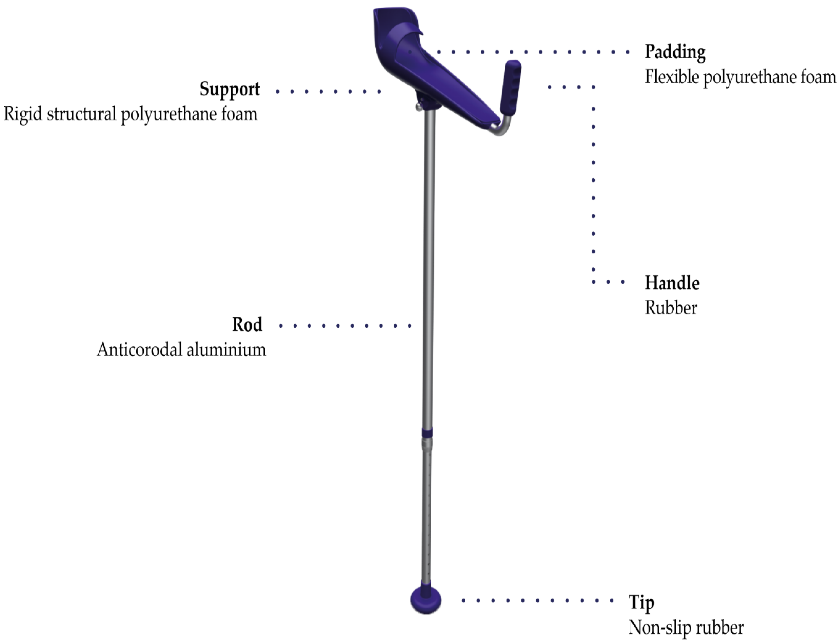 Padding
Flexible polyurethane foam
Support
Rigid structural polyurethane foam
Handle
Rubber
Rod
Anticorodal aluminium
Tip
Non-slip rubber